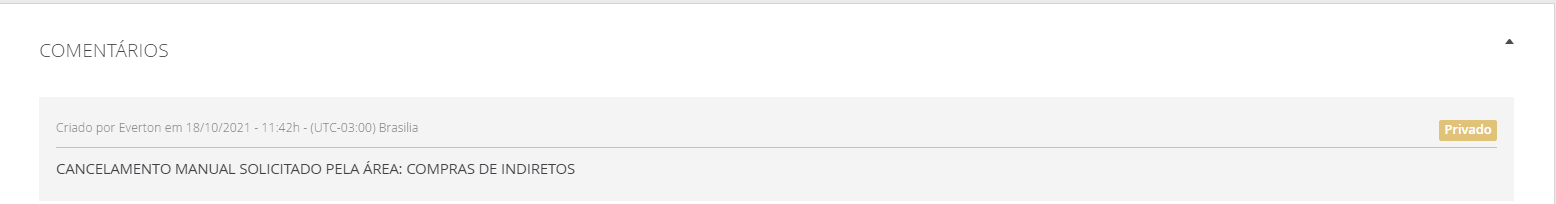 COMENTÁRIOS
Criado por Everton em 18/10/2021 - 11:42h - (UTC-03:00) Brasilia
Privado
CANCELAMENTO MANUAL SOLICITADO PELA ÁREA: COMPRAS DE INDIRETOS